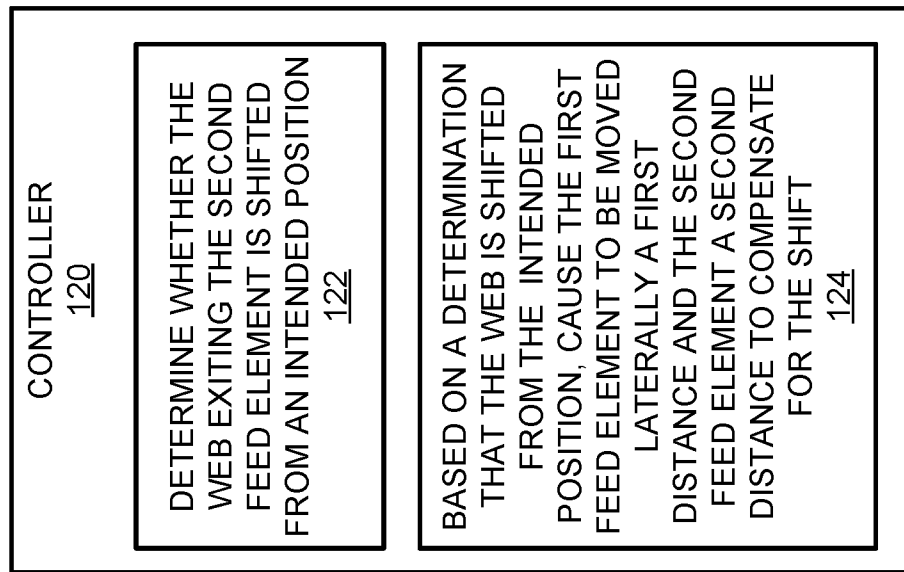 CONTROLLER
120
DETERMINE WHETHER THE
WEB EXITING THE SECOND
FEED ELEMENT IS SHIFTED
FROM AN INTENDED POSITION
122
BASED ON A DETERMINATION
THAT THE WEB IS SHIFTED
FROM THE INTENDED
POSITION, CAUSE THE FIRST
FEED ELEMENT TO BE MOVED
LATERALLY A FIRST
DISTANCE AND THE SECOND
FEED ELEMENT A SECOND
DISTANCE TO COMPENSATE
FOR THE SHIFT
124